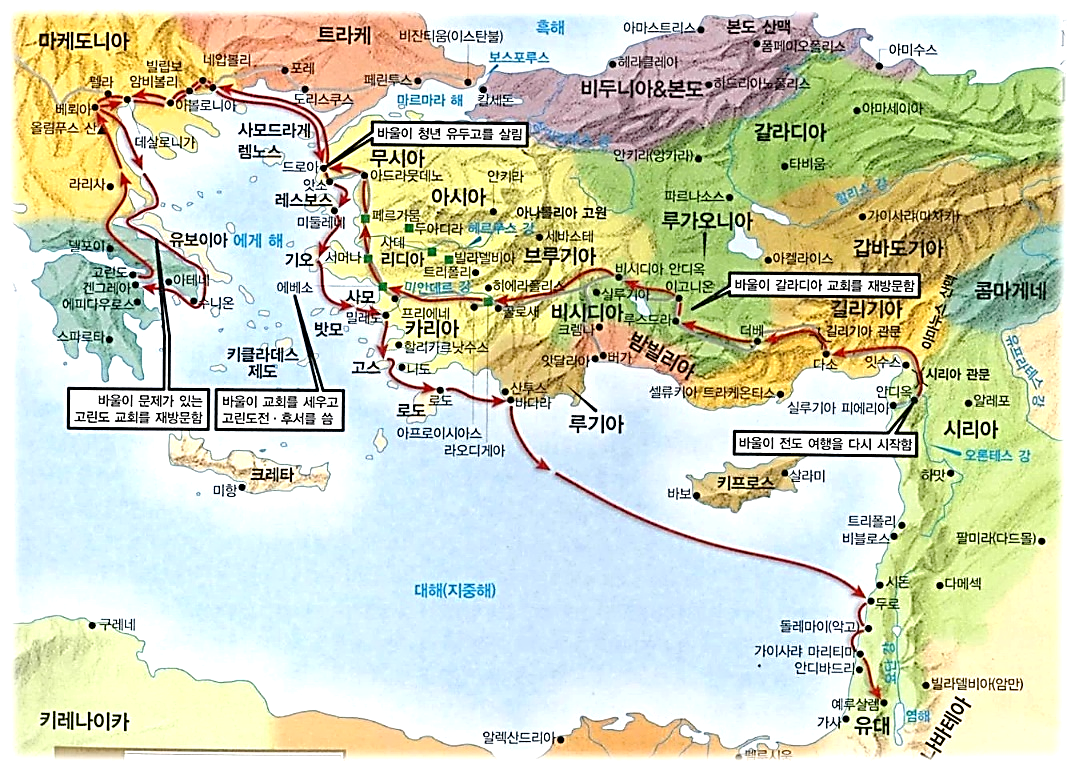 흑해
마케도니아
트라케
비잔티움(이스탄불)
아마스트리스
본도 산맥
폼페이오폴리스
아미수스
네압볼리
빌립보
암비볼리
포레
펠라
페린투스
보스포루스
헤라클레아
비두니아&본도
하드리아노폴리스
베뢰아
아볼로니아
도리스쿠스
마르마라 해
칼세돈
아마세이아
올림푸스 산
데살로니가
사모드라게
바울이 청년 유두고를 살림
갈라디아
렘노스
무시아
안키라(앙카라)
타비움
드로아
아드라뭇데노
앗소
라리사
레스보스
아시아
안키라
파르나소스
할리스 강
미둘레네
페르가뭄
두아디라
아나톨리아 고원
루가오니아
가이사랴(마자카)
헤르무스 강
세바스테
유보이아
에게 해
사데
갑바도기아
델포이
기오
서머나
리디아
빌라델비아
브루기아
아켈라이스
트리폴리
비시디아 안디옥
고린도
겐그레아
아테네
에베소
미안데르 강
히에라폴리스
이고니온
바울이 갈라디아 교회를 재방문함
콤마게네
에피다우로스
수니온
사모
프리에네
골로새
실루기아
비시디아
루스드라
길리기아
아마누스 산맥
밀레도
밧모
카리아
크렘나
더베
길리기아 관문
스파르타
할리카르낫수스
밤빌리아
유프라테스 강
키클라데스
제도
고스
니도
앗달리아
버가
다소
잇수스
시리아 관문
바울이 문제가 있는
고린도 교회를 재방문함
바울이 교회를 세우고
고린도전·후서를 씀
산투스
바다라
셀류키아 트라케온티스
안디옥
실루기아 피에리아
알레포
로도
로도
루기아
시리아
아프로이시아스
바울이 전도 여행을 다시 시작함
라오디게아
오론테스 강
크레타
미항
키프로스
살라미
하맛
바보
트리폴리
비블로스
팔미라(다드몰)
대해(지중해)
시돈
다메섹
두로
구레네
돌레마이(악고)
가이사랴 마리티마
안디바드리
요단 강
빌라델비아(암만)
예루살렘
키레나이카
가사
유대
염해
나바테아
알렉산드리아
펠루시움